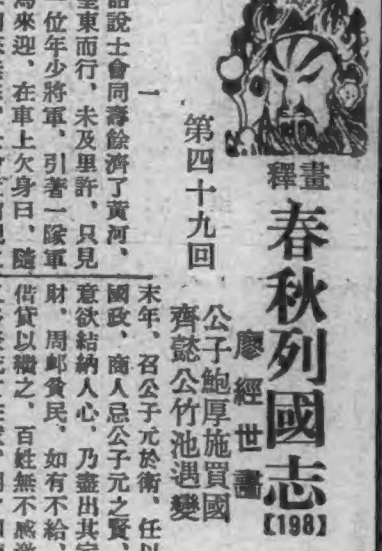 畫釋
春秋列國志
【198】
廖經世畫
第四十九回
公子鮑厚施買國
齊懿公竹池遇變
一
話說士會同壽餘濟了黃河、
望東而行、未及里許、只見
一位年少將軍、引著一隊軍
馬來迎、在車上欠身曰、隨
末年、召公子元於衛、任以
國政、商人忌公子元之賢、
意欲結納人心、乃盡出其家
財、周卹貧民、如有不給、
借貸以繼之、百姓無不感激